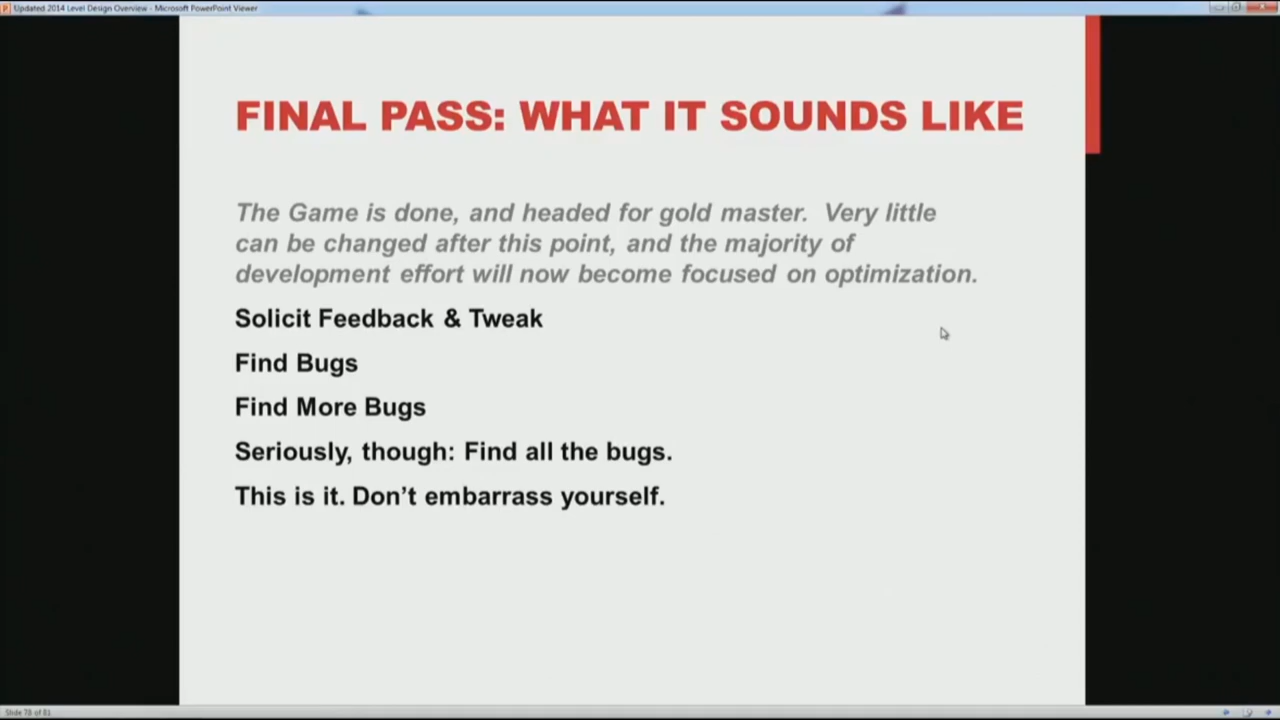 Updated 2014 Level Design Overview - Microsoft PowerPoint Viewer
FINAL PASS: WHAT IT SOUNDS LIKE
The Game is done, and headed for gold master.  Very little
can be changed after this point, and the majority of
development effort will now become focused on optimization.
Solicit Feedback & Tweak
Find Bugs
Find More Bugs
Seriously, though: Find all the bugs.
This is it. Don’t embarrass yourself.